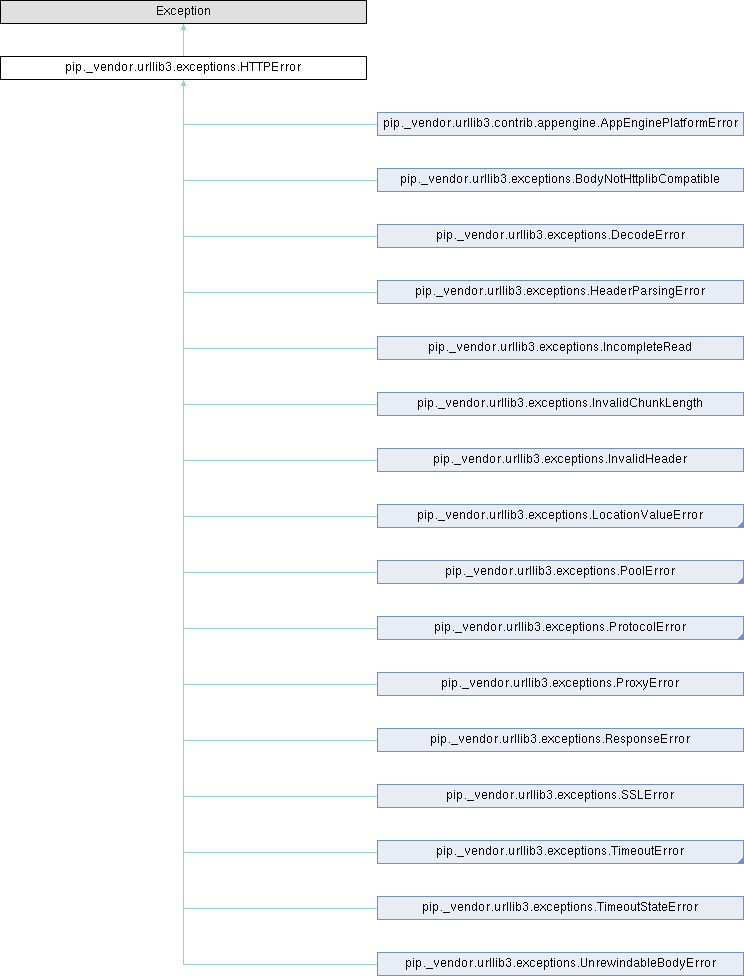 Exception
pip._vendor.urllib3.exceptions.HTTPError
pip._vendor.urllib3.contrib.appengine.AppEnginePlatformError
pip._vendor.urllib3.exceptions.BodyNotHttplibCompatible
pip._vendor.urllib3.exceptions.DecodeError
pip._vendor.urllib3.exceptions.HeaderParsingError
pip._vendor.urllib3.exceptions.IncompleteRead
pip._vendor.urllib3.exceptions.InvalidChunkLength
pip._vendor.urllib3.exceptions.InvalidHeader
pip._vendor.urllib3.exceptions.LocationValueError
pip._vendor.urllib3.exceptions.PoolError
pip._vendor.urllib3.exceptions.ProtocolError
pip._vendor.urllib3.exceptions.ProxyError
pip._vendor.urllib3.exceptions.ResponseError
pip._vendor.urllib3.exceptions.SSLError
pip._vendor.urllib3.exceptions.TimeoutError
pip._vendor.urllib3.exceptions.TimeoutStateError
pip._vendor.urllib3.exceptions.UnrewindableBodyError